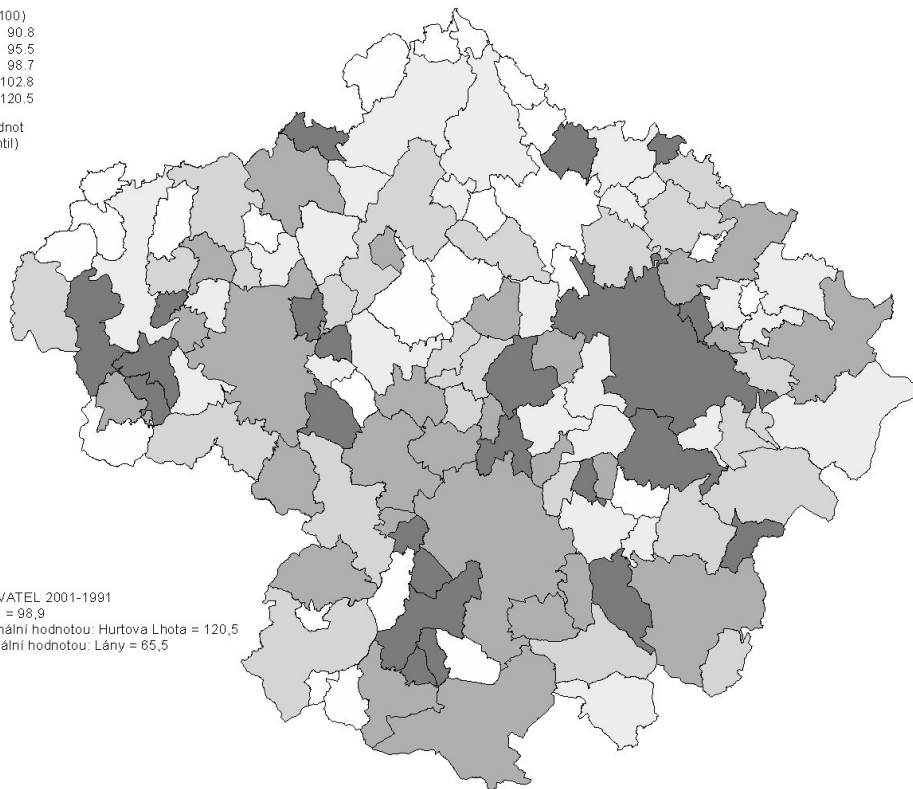 100)
90.8
95.5
98.7
102.8
120.5
dnot
ntil)
VATEL 2001-1991
= 98,9
nální hodnotou: Hurtova Lhota = 120,5
ální hodnotou: Lány = 65,5